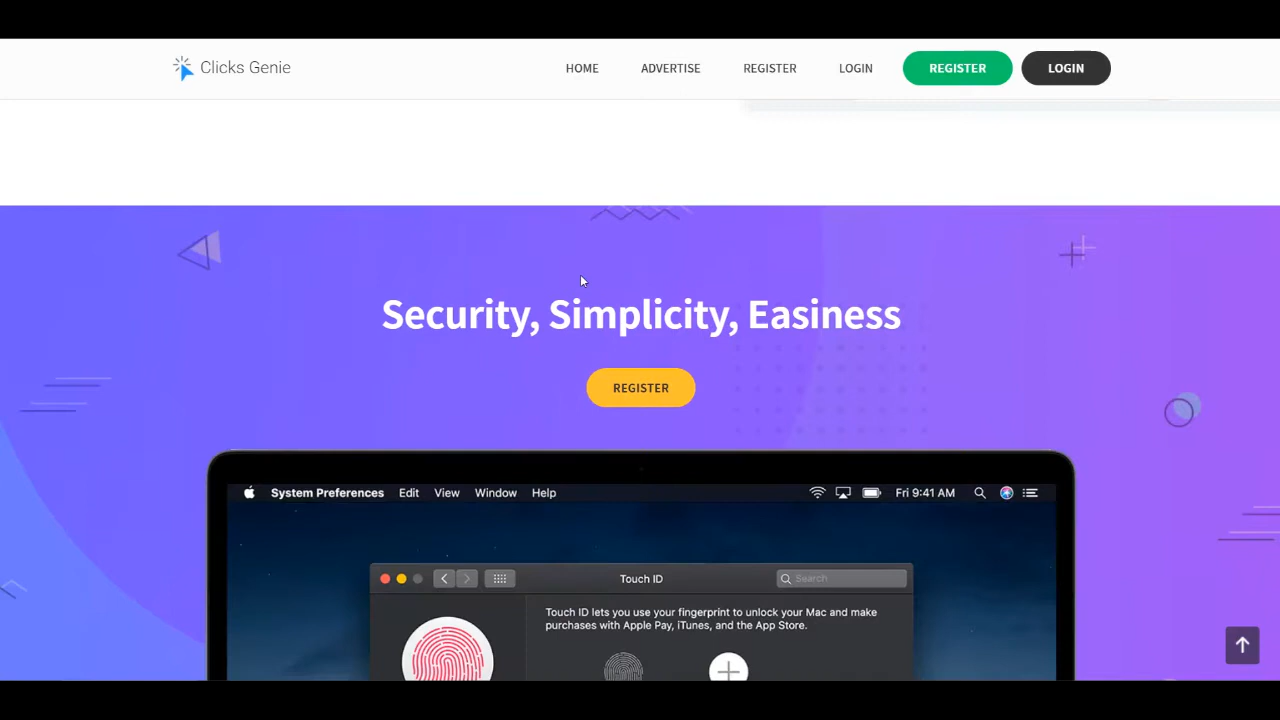 Clicks Genie
HOME ADVERTISE REGISTER LOGIN REGISTER LOGIN
Security, Simplicity, Easiness
REGISTER
System Preferences Edit View Window Help Fri 9:41 AM
Touch ID Search
Touch ID lets you use your fingerprint to unlock your Mac and make
purchases with Apple Pay, iTunes, and the App Store.